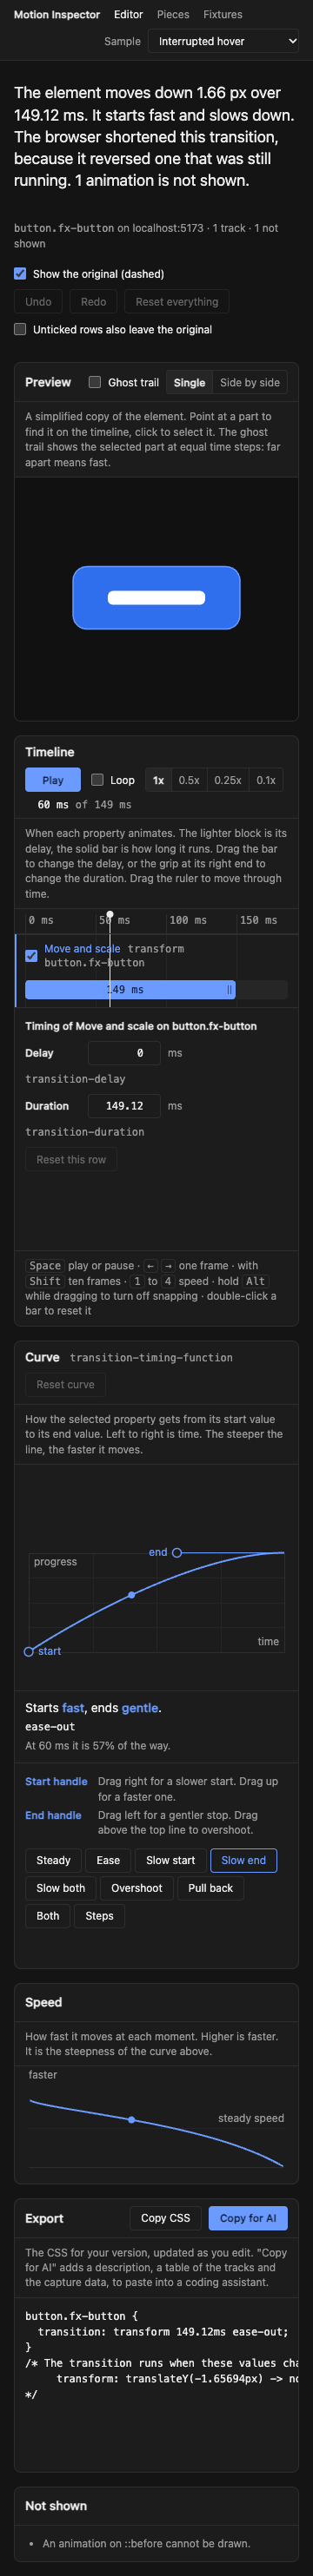 Motion Inspector Editor Pieces Fixtures
Sample Interrupted hover
The element moves down 1.66 px over
149.12 ms. It starts fast and slows down.
The browser shortened this transition,
because it reversed one that was still
running. 1 animation is not shown.
button.fx-button on localhost:5173 · 1 track · 1 not
shown
Show the original (dashed)
Undo Redo Reset everything
Unticked rows also leave the original
Preview Ghost trail Single Side by side
A simplified copy of the element. Point at a part to
find it on the timeline, click to select it. The ghost
trail shows the selected part at equal time steps: far
apart means fast.
Timeline
Play Loop 1x 0.5x 0.25x 0.1x
60 ms of 149 ms
When each property animates. The lighter block is its
delay, the solid bar is how long it runs. Drag the bar
to change the delay, or the grip at its right end to
change the duration. Drag the ruler to move through
time.
0 ms 50 ms 100 ms 150 ms
Move and scale transform
button.fx-button
149 ms
Timing of Move and scale on button.fx-button
Delay 0 ms
transition-delay
Duration 149.12 ms
transition-duration
Reset this row
Space play or pause · ← → one frame · with
Shift ten frames · 1 to 4 speed · hold Alt
while dragging to turn off snapping · double-click a
bar to reset it
Curve transition-timing-function
Reset curve
How the selected property gets from its start value
to its end value. Left to right is time. The steeper the
line, the faster it moves.
end
progress
time
start
Starts fast, ends gentle.
ease-out
At 60 ms it is 57% of the way.
Start handle Drag right for a slower start. Drag up
for a faster one.
End handle Drag left for a gentler stop. Drag
above the top line to overshoot.
Steady Ease Slow start Slow end
Slow both Overshoot Pull back
Both Steps
Speed
How fast it moves at each moment. Higher is faster.
It is the steepness of the curve above.
faster
steady speed
Export Copy CSS Copy for AI
The CSS for your version, updated as you edit. "Copy
for AI" adds a description, a table of the tracks and
the capture data, to paste into a coding assistant.
button.fx-button {
transition: transform 149.12ms ease-out;
}
/* The transition runs when these values cha
transform: translateY(-1.65694px) -> no
*/
Not shown
• An animation on ::before cannot be drawn.